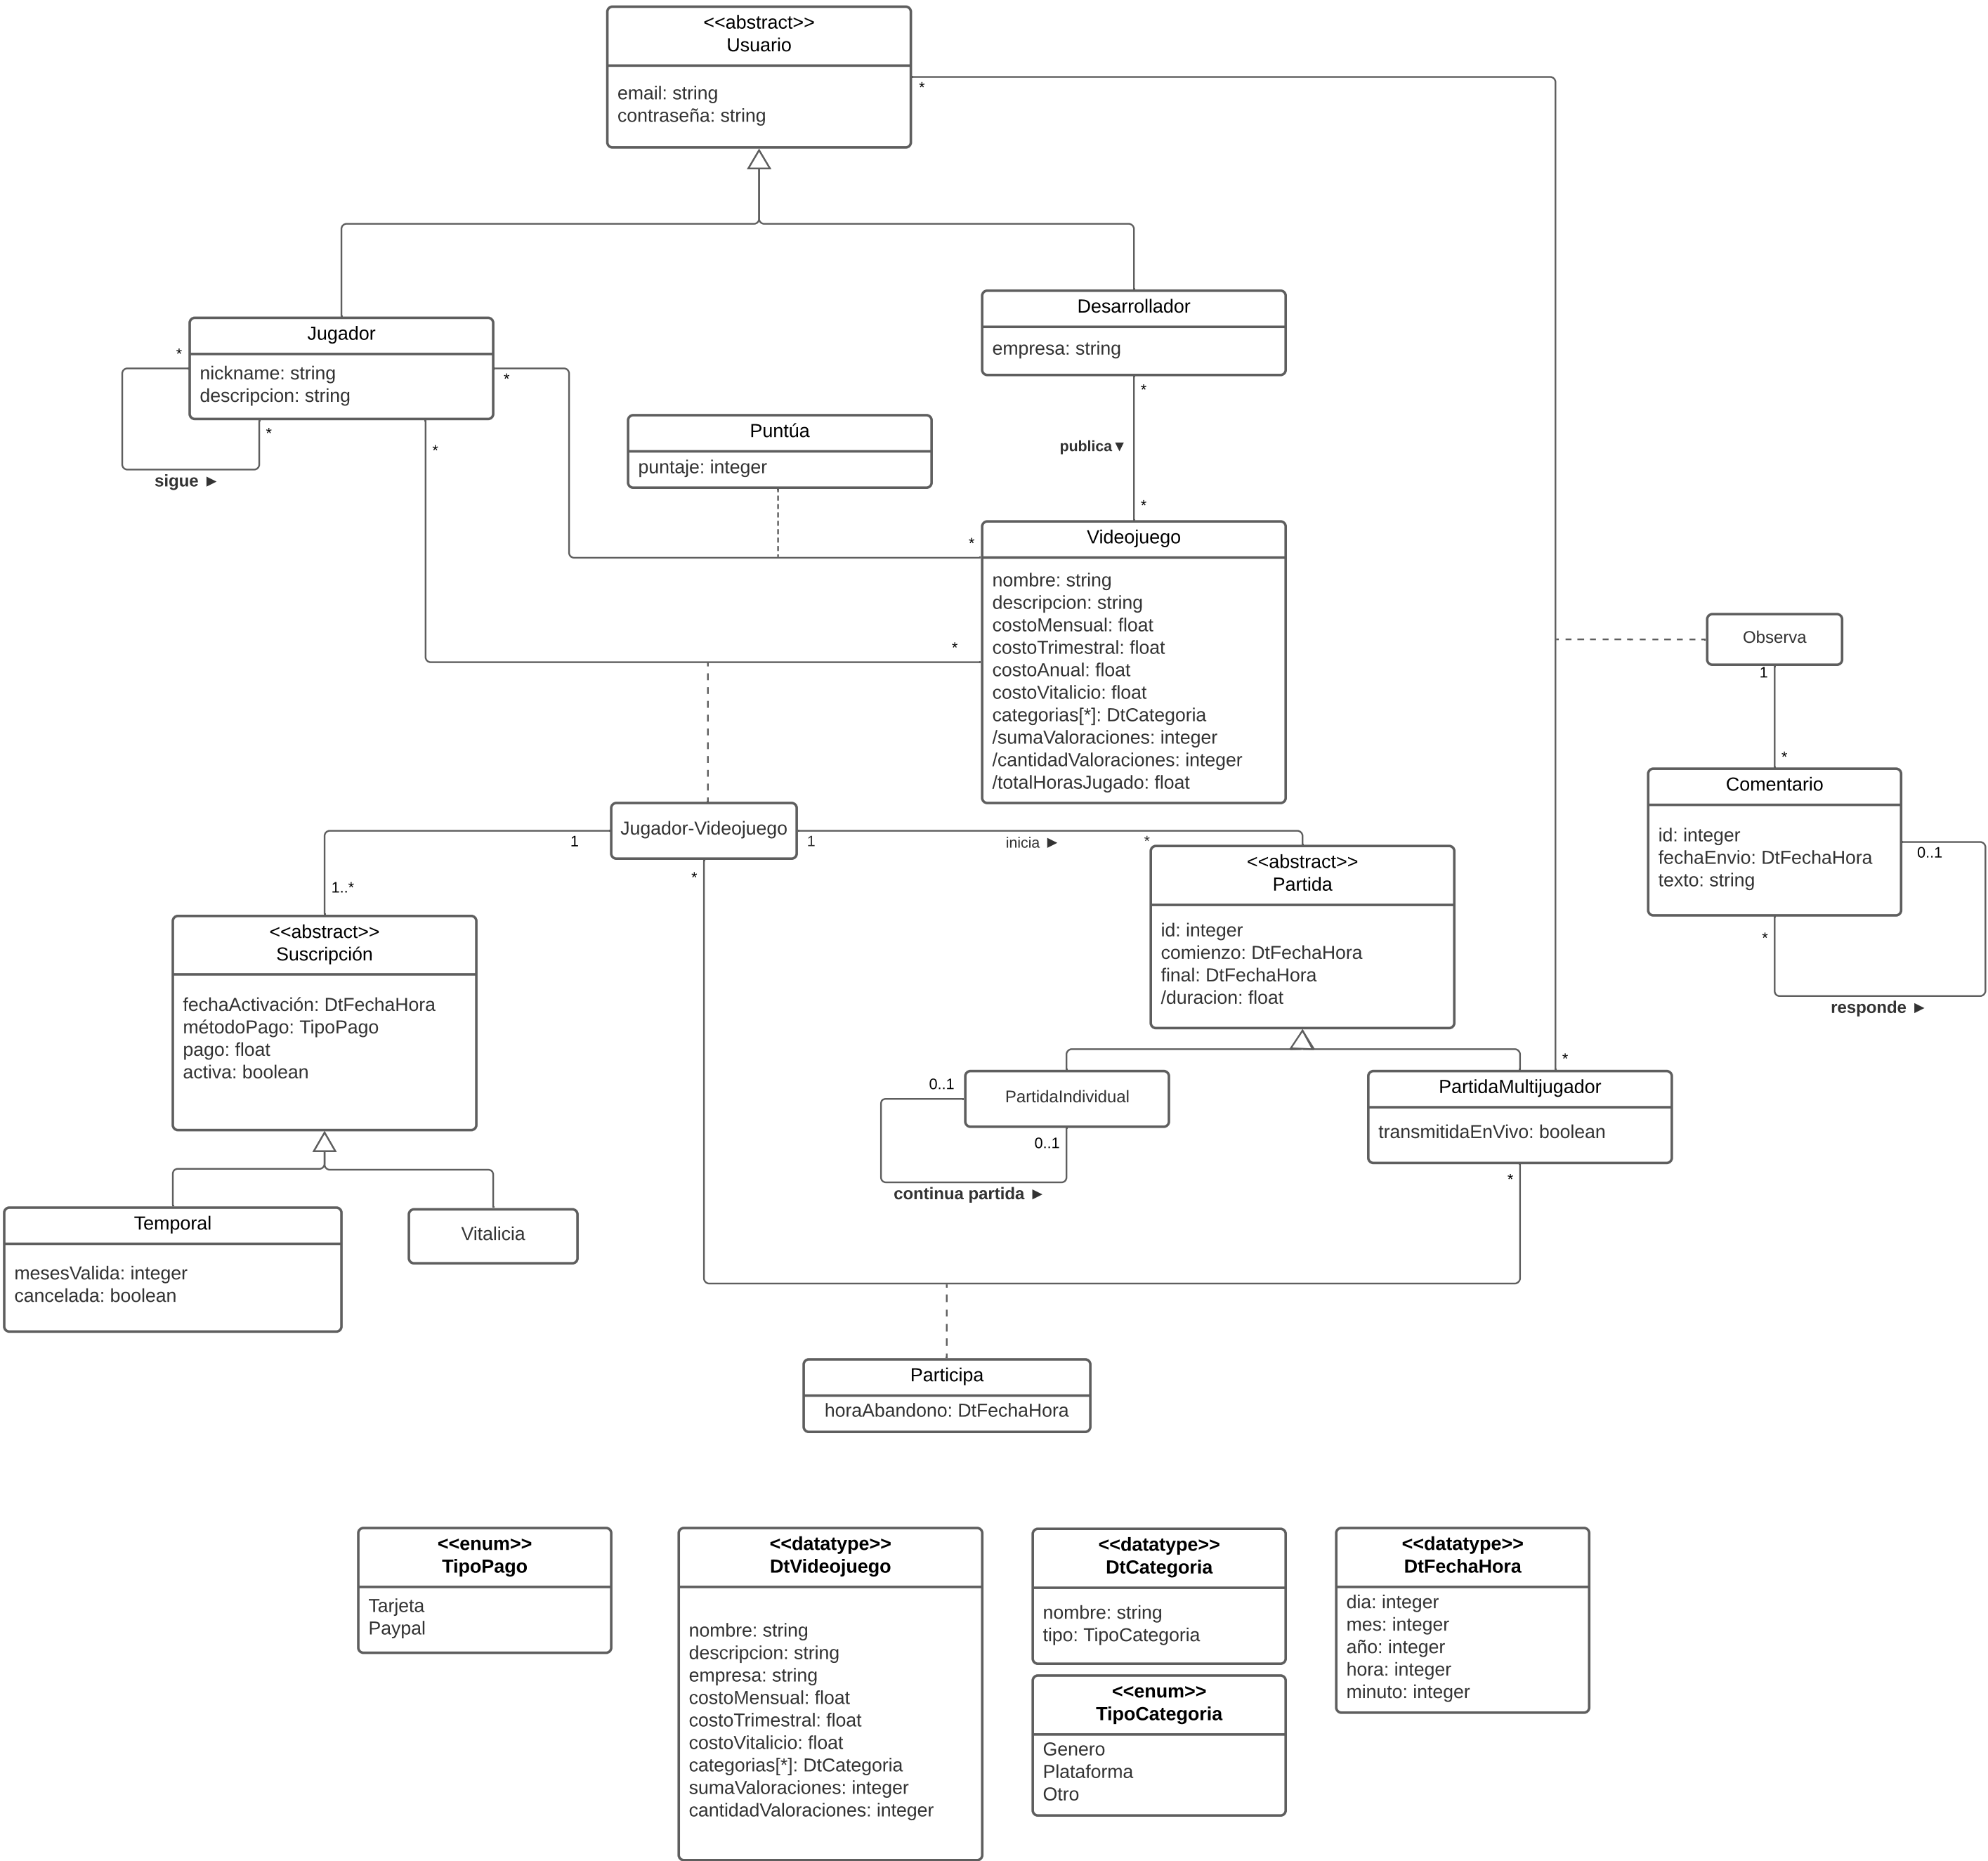 <<abstract>>
Usuario
email: string
contraseña: string
*
Jugador
nickname: string
descripcion: string
*
*
sigue ►
*
*
Desarrollador
empresa: string
*
publica▼
*
Puntúa
puntaje: integer
*
*
Videojuego
nombre: string
descripcion: string
costoMensual: float
costoTrimestral: float
costoAnual: float
costoVitalicio: float
categorias[*]: DtCategoria
/sumaValoraciones: integer
/cantidadValoraciones: integer
/totalHorasJugado: float
Observa
1
*
Comentario
id: integer
fechaEnvio: DtFechaHora
texto: string
0..1
*
responde ►
Jugador-Videojuego
1
1
inicia ►
*
*
1..*
<<abstract>>
Suscripción
fechaActivación: DtFechaHora
métodoPago: TipoPago
pago: float
activa: boolean
<<abstract>>
Partida
id: integer
comienzo: DtFechaHora
final: DtFechaHora
/duracion: float
0..1
PartidaIndividual
0..1
continua partida ►
*
PartidaMultijugador
transmitidaEnVivo: boolean
*
Temporal
mesesValida: integer
cancelada: boolean
Vitalicia
Participa
horaAbandono: DtFechaHora
<<enum>>
TipoPago
Tarjeta
Paypal
<<datatype>>
DtVideojuego
nombre: string
descripcion: string
empresa: string
costoMensual: float
costoTrimestral: float
costoVitalicio: float
categorias[*]: DtCategoria
sumaValoraciones: integer
cantidadValoraciones: integer
<<datatype>>
DtCategoria
nombre: string
tipo: TipoCategoria
<<enum>>
TipoCategoria
Genero
Plataforma
Otro
<<datatype>>
DtFechaHora
dia: integer
mes: integer
año: integer
hora: integer
minuto: integer